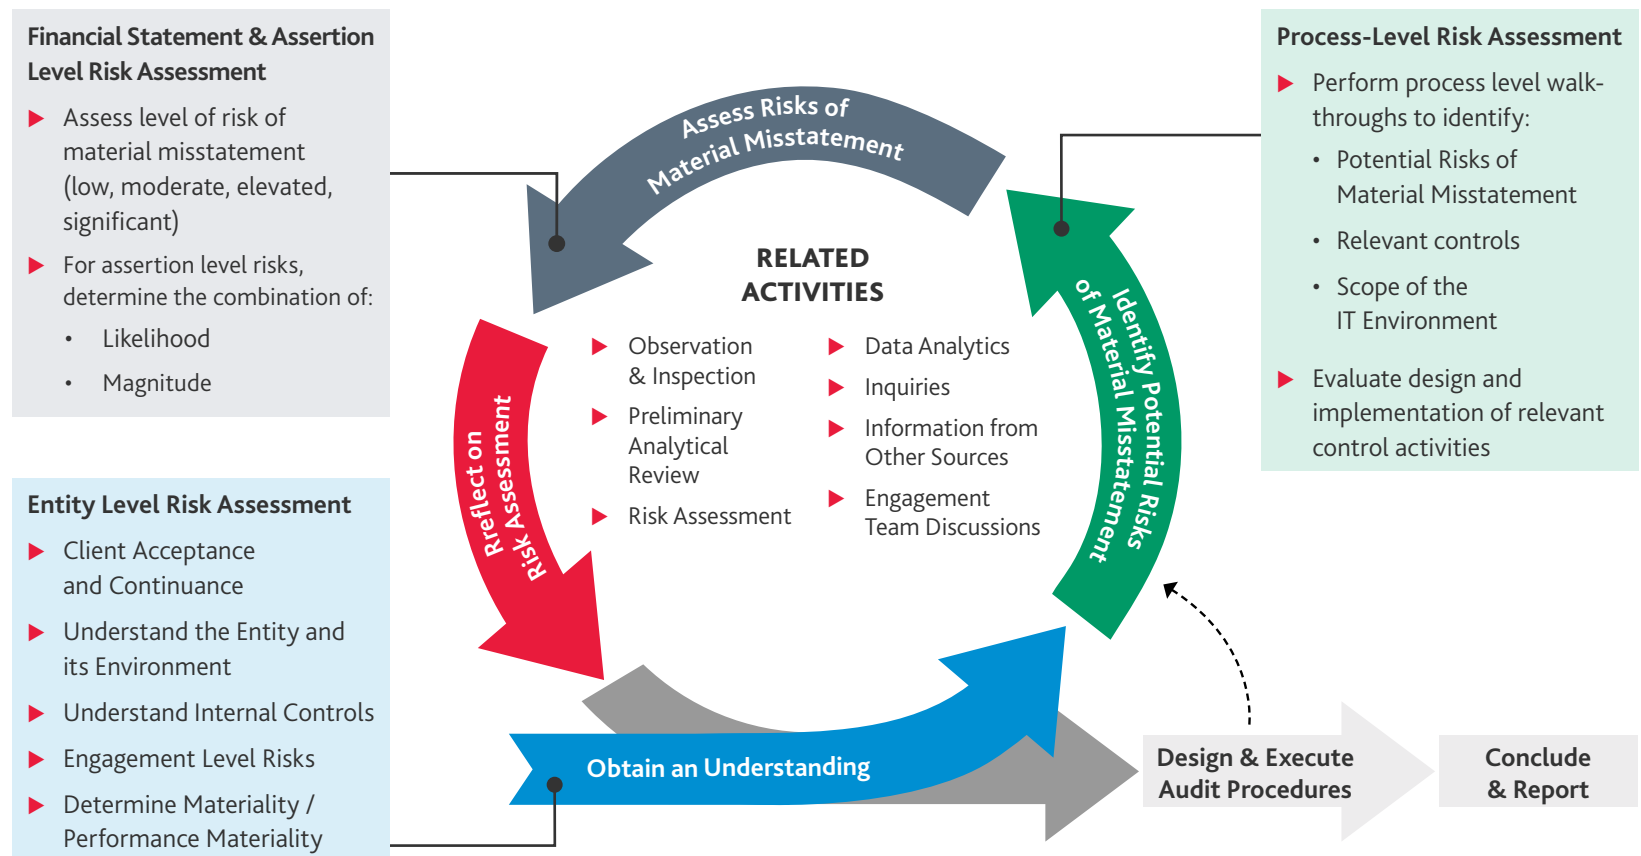 Financial Statement & Assertion
Level Risk Assessment
Assess level of risk of
material misstatement
(low, moderate, elevated,
significant)
For assertion level risks,
determine the combination of:
• Likelihood
• Magnitude
Entity Level Risk Assessment
Client Acceptance
and Continuance
Understand the Entity and
its Environment
Understand Internal Controls
Engagement Level Risks
Determine Materiality /
Performance Materiality
Assess Risks of
Material Misstatement
Rreflect on
Risk Assessment
RELATED
ACTIVITIES
Observation
& Inspection
Preliminary
Analytical
Review
Risk Assessment
Data Analytics
Inquiries
Information from
Other Sources
Engagement
Team Discussions
Identify Potential Risks
of Material Misstatement
Obtain an Understanding
Process-Level Risk Assessment
Perform process level walk-
throughs to identify:
• Potential Risks of
Material Misstatement
• Relevant controls
• Scope of the
IT Environment
Evaluate design and
implementation of relevant
control activities
Design & Execute
Audit Procedures
Conclude
& Report